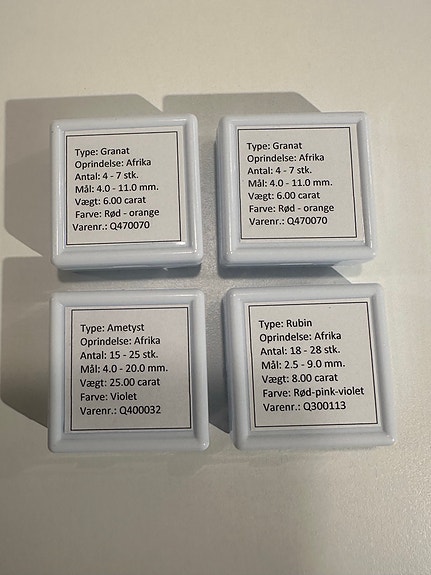 Type: Granat
Oprindelse: Afrika
Antal: 4 - 7 stk.
Mål: 4.0 - 11.0 mm.
Vægt: 6.00 carat
Farve: Rød - orange
Varenr.: Q470070
Type: Granat
Oprindelse: Afrika
Antal: 4 - 7 stk.
Mål: 4.0 - 11.0 mm.
Vægt: 6.00 carat
Farve: Rød - orange
Varenr.: Q470070
Type: Ametyst
Oprindelse: Afrika
Antal: 15 - 25 stk.
Mål: 4.0 - 20.0 mm.
Vægt: 25.00 carat
Farve: Violet
Varenr.: Q400032
Type: Rubin
Oprindelse: Afrika
Antal: 18 - 28 stk.
Mål: 2.5 - 9.0 mm.
Vægt: 8.00 carat
Farve: Rød-pink-violet
Varenr.: Q300113